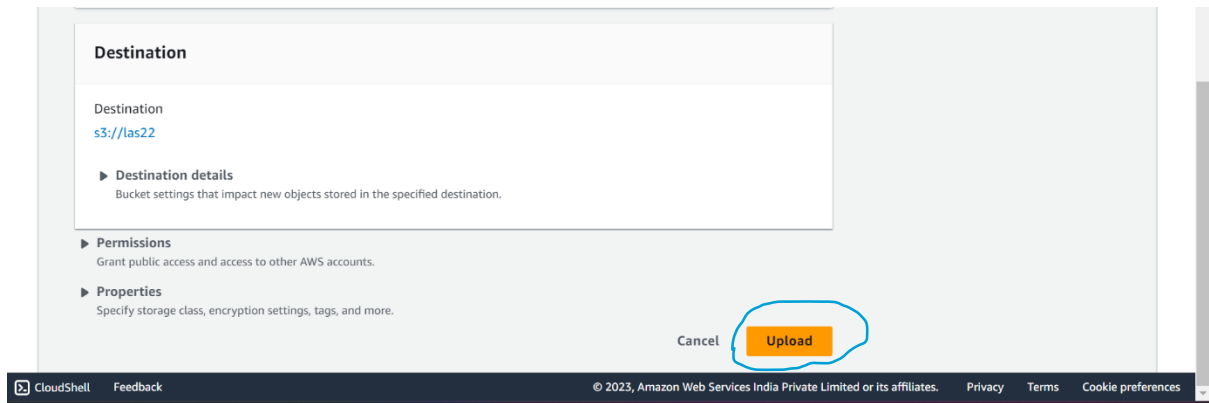 Destination
Destination
s3://las22
Destination details
Bucket settings that impact new objects stored in the specified destination.
Permissions
Grant public access and access to other AWS accounts.
Properties
Specify storage class, encryption settings, tags, and more.
Cancel Upload
CloudShell Feedback © 2023, Amazon Web Services India Private Limited or its affiliates. Privacy Terms Cookie preferences